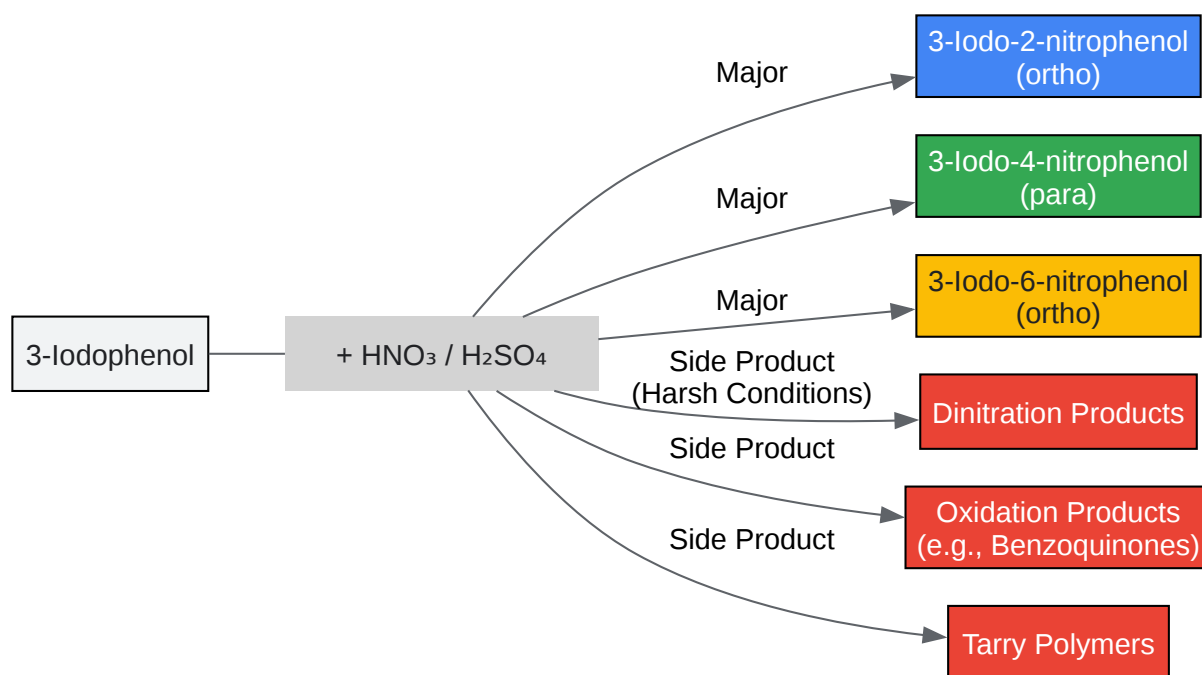 3-Iodophenol
+ HNO₃ / H₂SO₄
Major
3-Iodo-2-nitrophenol
(ortho)
Major
3-Iodo-4-nitrophenol
(para)
Major
3-Iodo-6-nitrophenol
(ortho)
Side Product
(Harsh Conditions)
Dinitration Products
Side Product
Oxidation Products
(e.g., Benzoquinones)
Side Product
Tarry Polymers